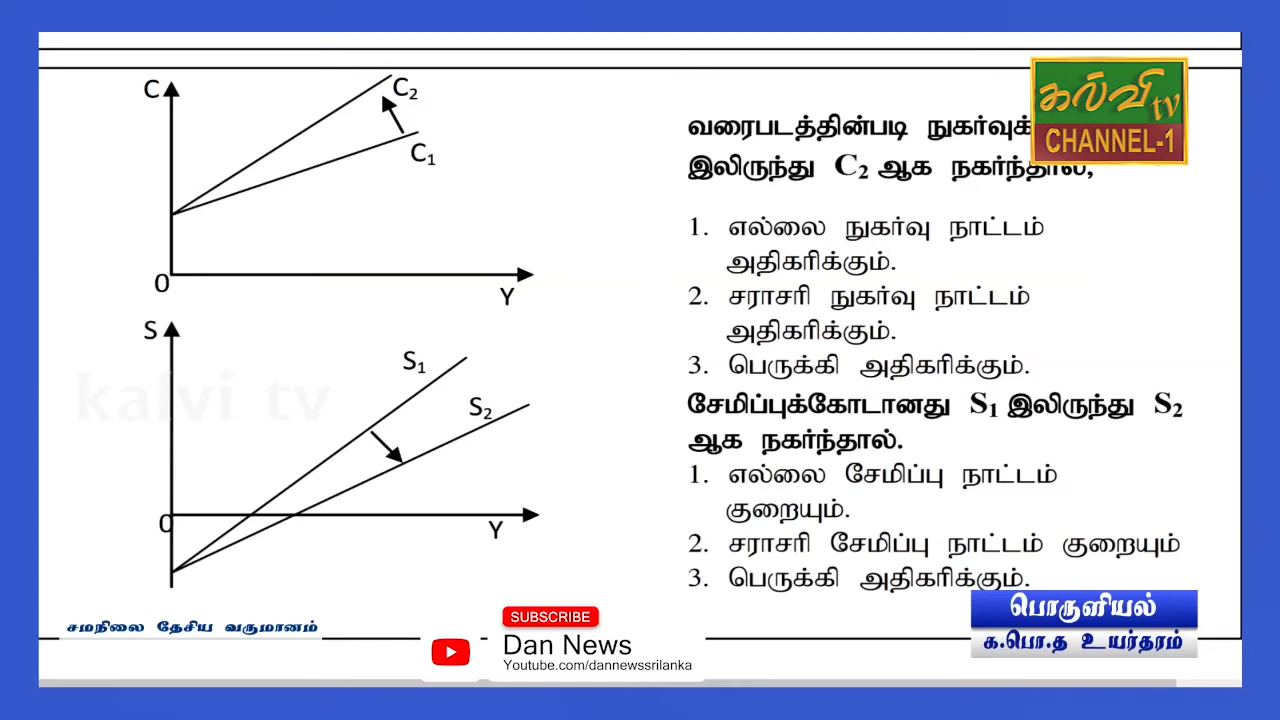 C
C₂
C₁
O
Y
S
S₁
S₂
O
Y
kalvi tv
கல்வி tv
CHANNEL-1
வரைபடத்தின்படி
இலிருந்து C₂ ஆக நகர்ந்தால்,
1. எல்லை நுகர்வு நாட்டம்
அதிகரிக்கும்.
2. சராசரி நுகர்வு நாட்டம்
அதிகரிக்கும்.
3. பெருக்கி அதிகரிக்கும்.
சேமிப்புக்கோடானது S₁ இலிருந்து S₂
ஆக நகர்ந்தால்.
1. எல்லை சேமிப்பு நாட்டம்
குறையும்.
2. சராசரி சேமிப்பு நாட்டம் குறையும்
3. பெருக்கி அதிகரிக்கும்.
பொருளியல்
க.பொ.த உயர்தரம்
சமநிலை தேசிய வருமானம்
SUBSCRIBE
Dan News
Youtube.com/dannewssrilanka